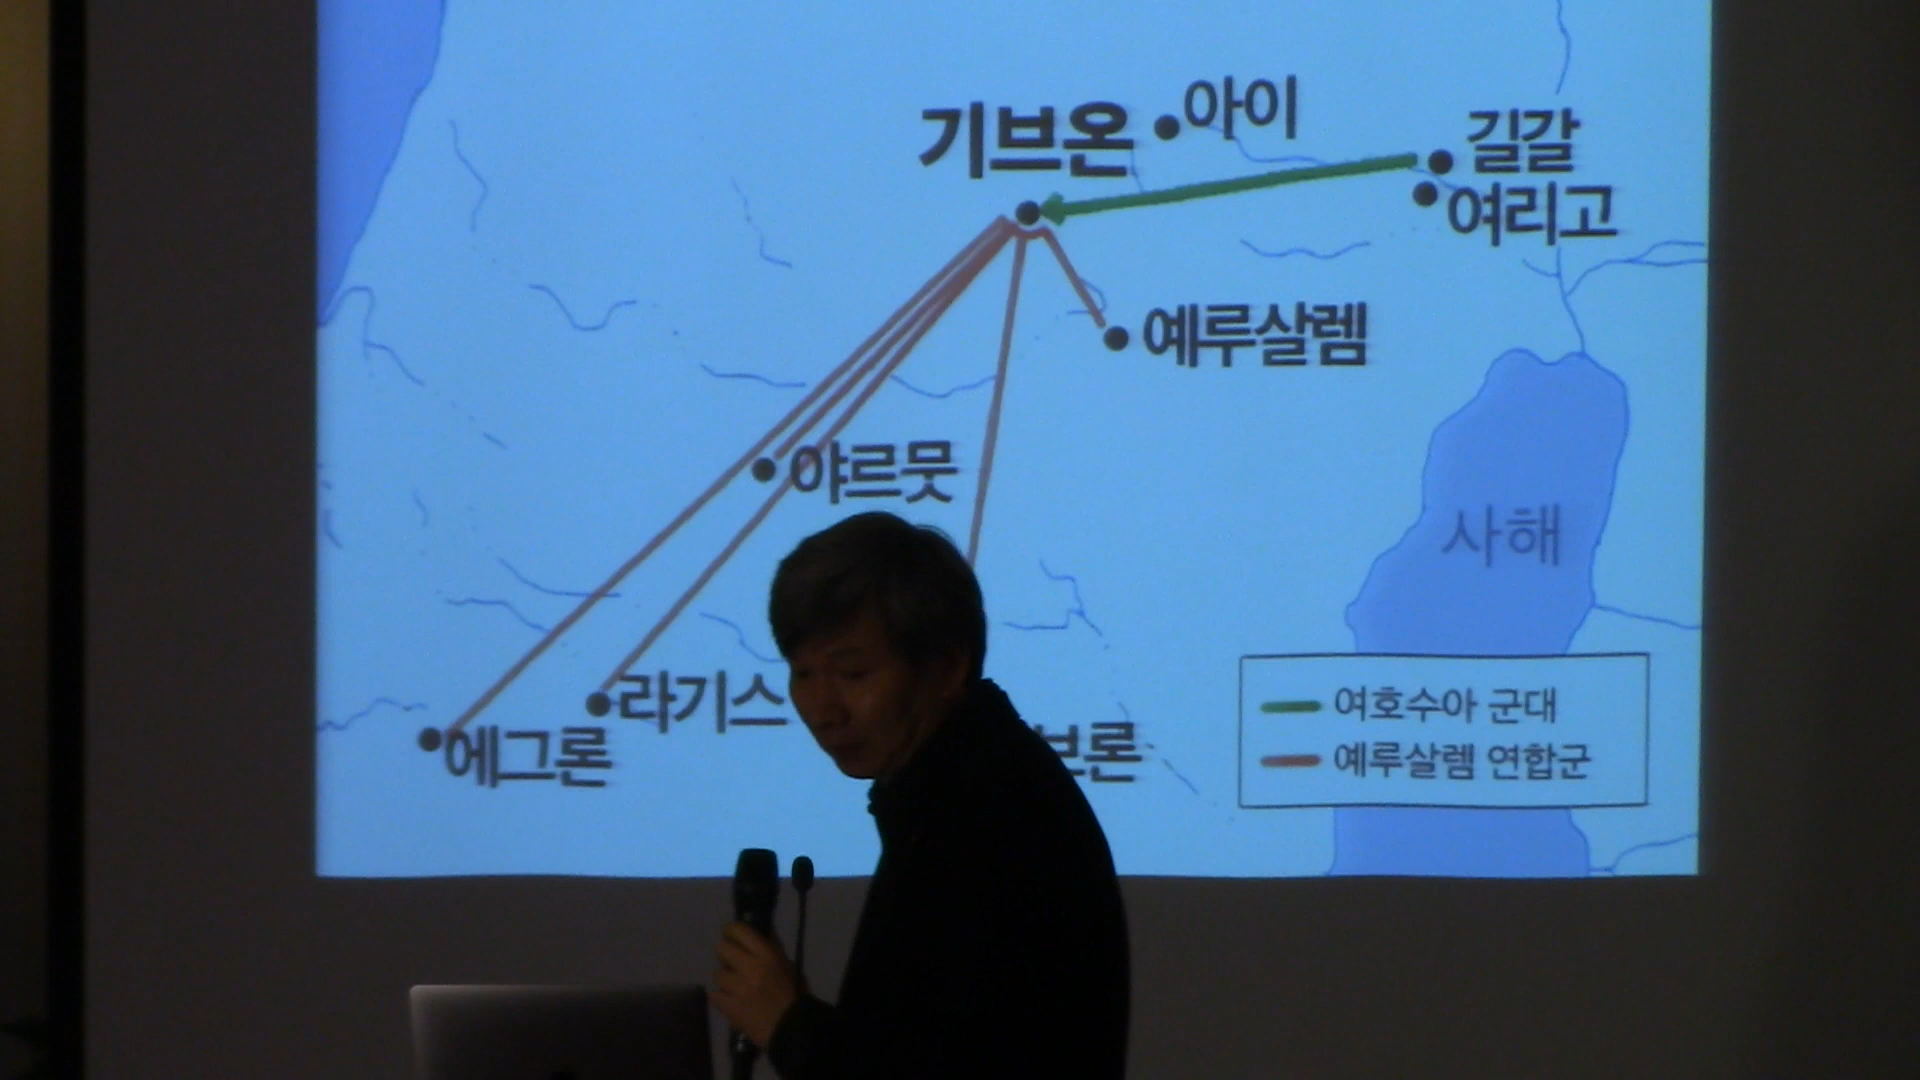 아이
기브온
길갈
여리고
예루살렘
야르뭇
사해
라기스
에그론
브론
여호수아 군대
예루살렘 연합군